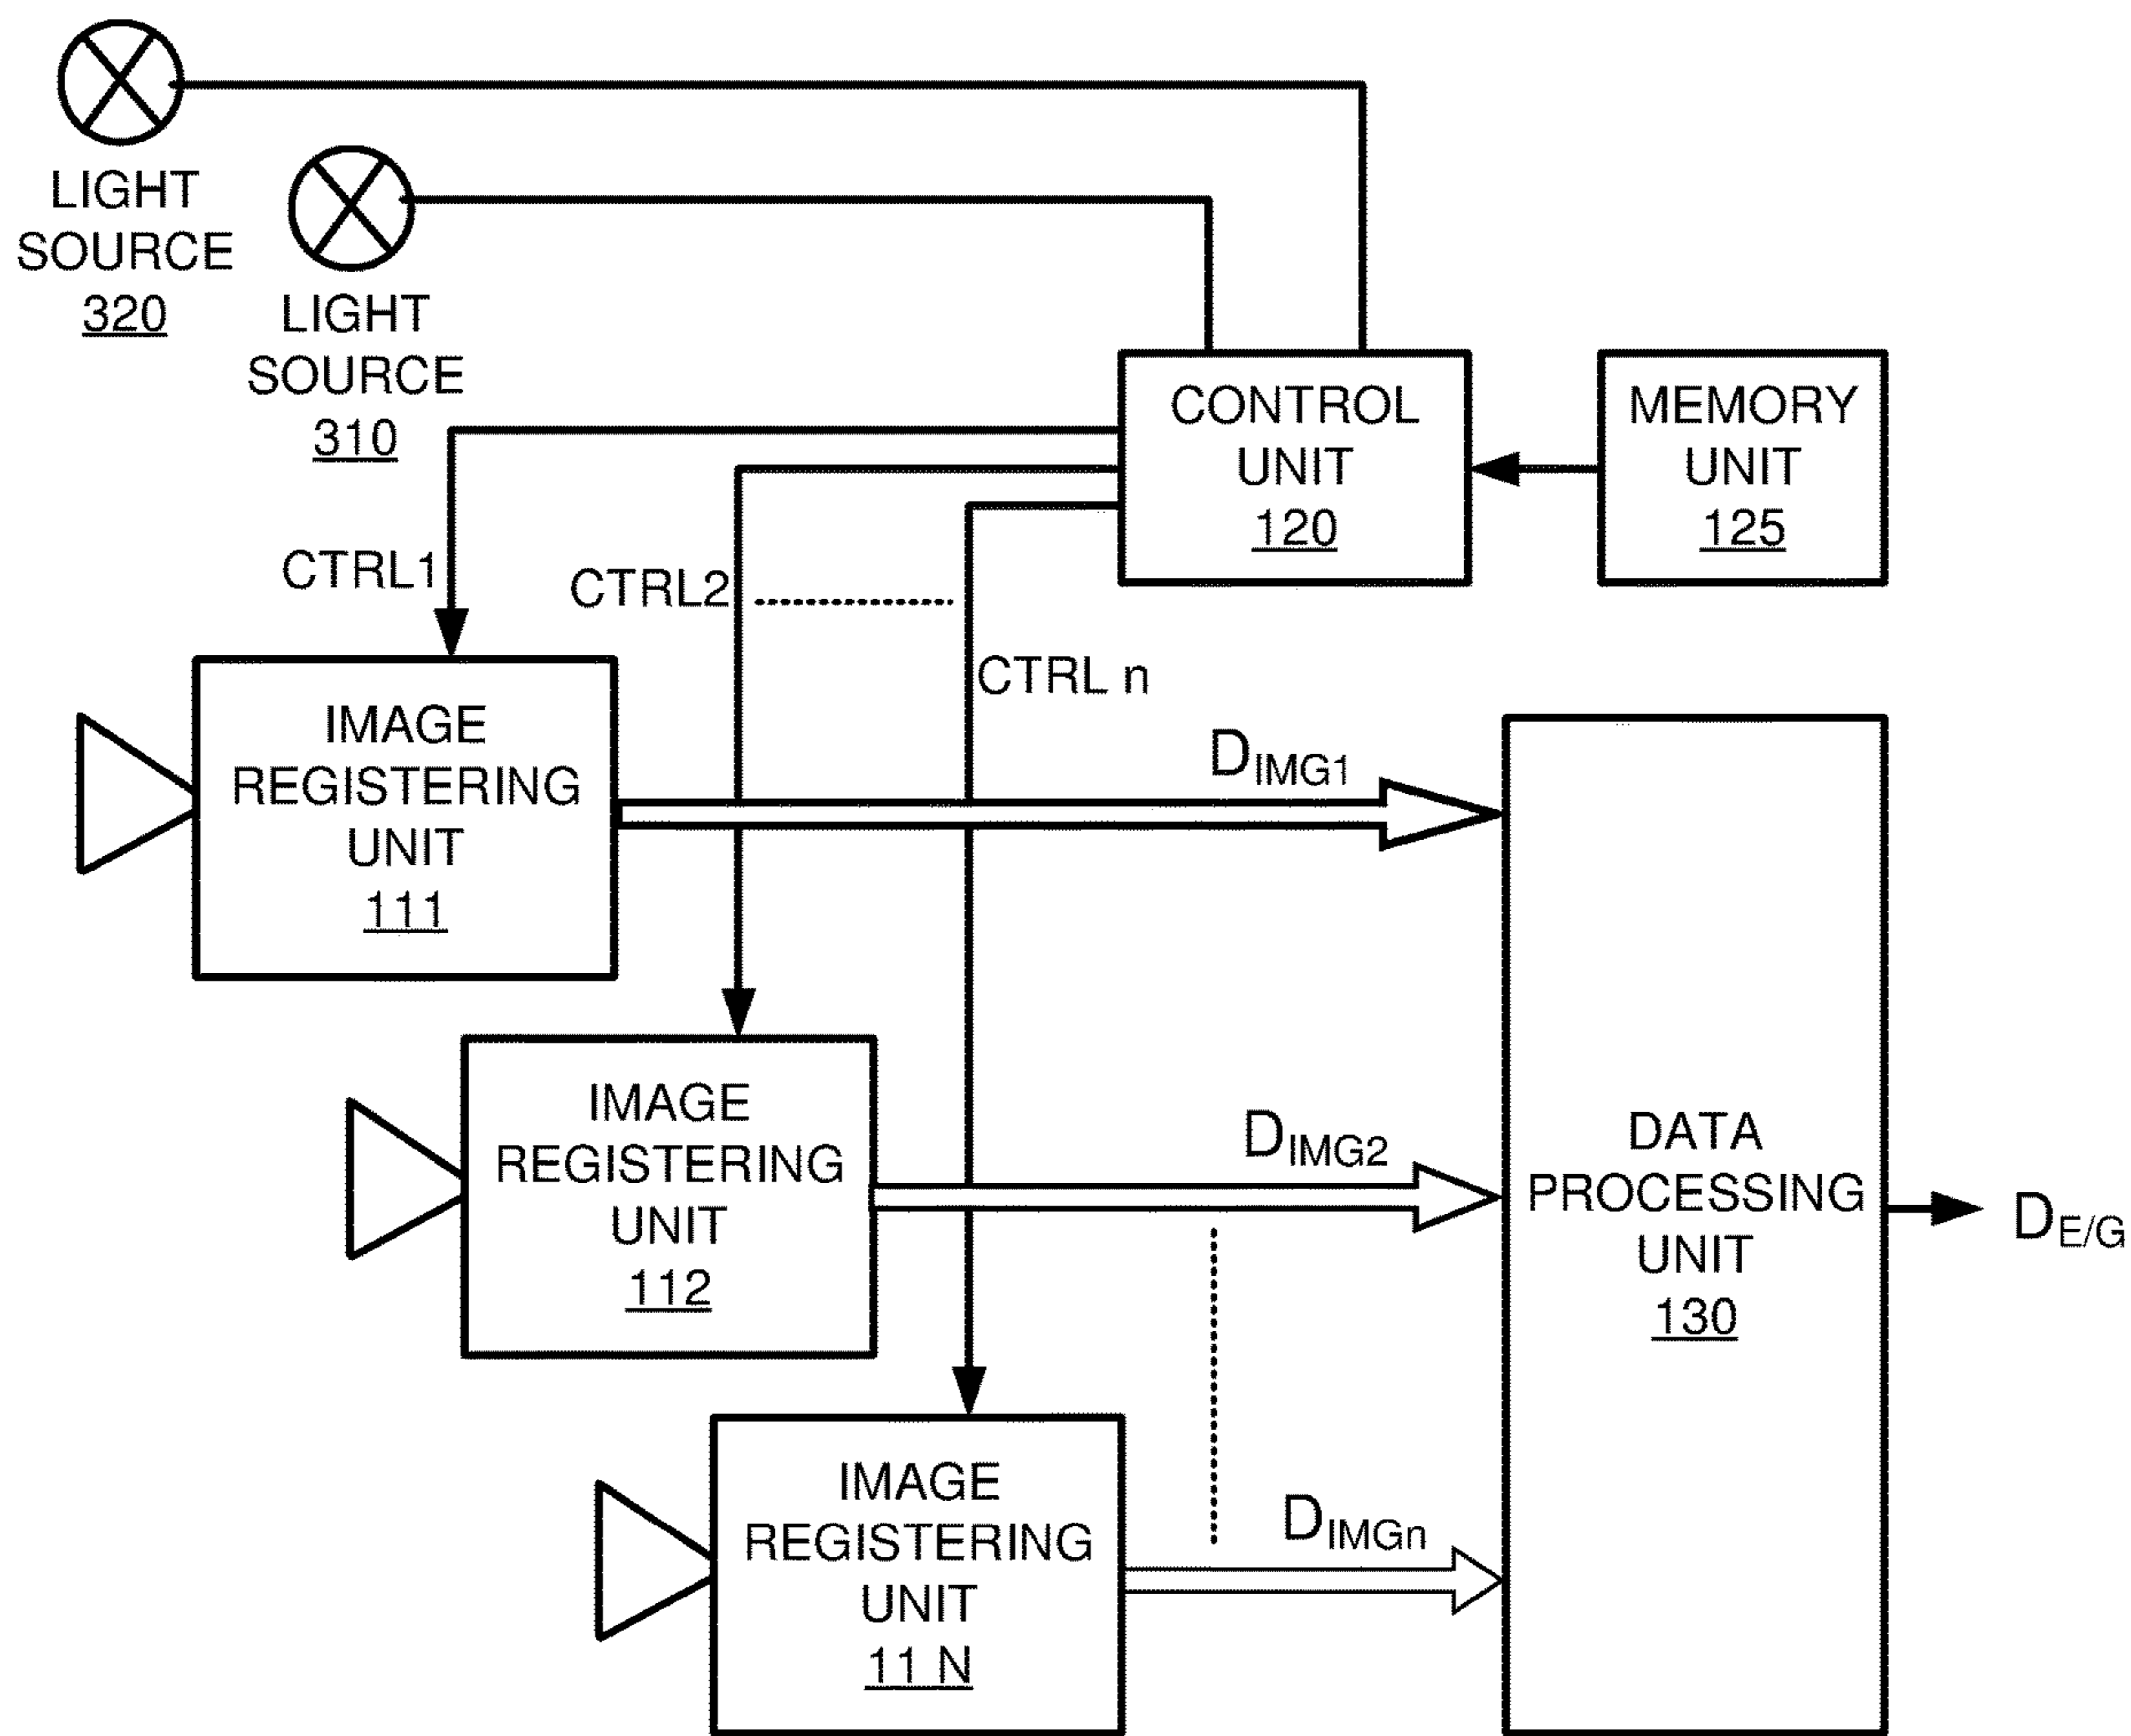 LIGHT
SOURCE
320
LIGHT
SOURCE
310
CONTROL
UNIT
120
MEMORY
UNIT
125
CTRL1
CTRL2
CTRL n
IMAGE
REGISTERING
UNIT
111
DIMG1
IMAGE
REGISTERING
UNIT
112
DIMG2
DATA
PROCESSING
UNIT
130
DE/G
IMAGE
REGISTERING
UNIT
11 N
DIMGn